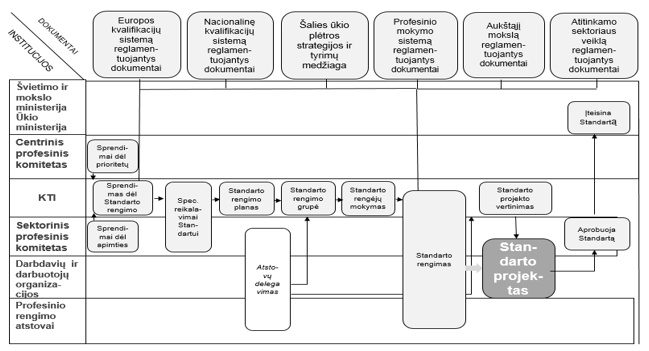 DOKUMENTAI
INSTITUCIJOS
Europos
kvalifikacijų
sistemą
reglamen-
tuojantys
dokumentai
Nacionalinę
kvalifikacijų
sistemą
reglamen-
tuojantys
dokumentai
Šalies ūkio
plėtros
strategijos ir
tyrimų
medžiaga
Profesinio
mokymo
sistemą
reglamen-
tuojantys
dokumentai
Aukštąjį
mokslą
reglamen-
tuojantys
dokumentai
Atitinkamo
sektoriaus
veiklą
reglamen-
tuojantys
dokumentai
Švietimo ir
mokslo
ministerija
Ūkio
ministerija
Įteisina
Standartą
Centrinis
profesinis
komitetas
Sprendi-
mai dėl
prioritetų
KTI
Sprendi-
mas dėl
Standarto
rengimo
Spec.
reikala-
vimai
Stan-
dartui
Standarto
rengimo
planas
Standarto
rengimo
grupė
Standarto
rengėjų
mokymas
Standarto
rengimas
Standarto
projekto
vertinimas
Sektorinis
profesinis
komitetas
Sprendi-
mai dėl
apimties
Atsto-
vų
delega
vimas
Stan-
darto
projek-
tas
Aprobuoja
Standartą
Darbdavių ir
darbuotojų
organiza-
cijos
Profesinio
rengimo
atstovai